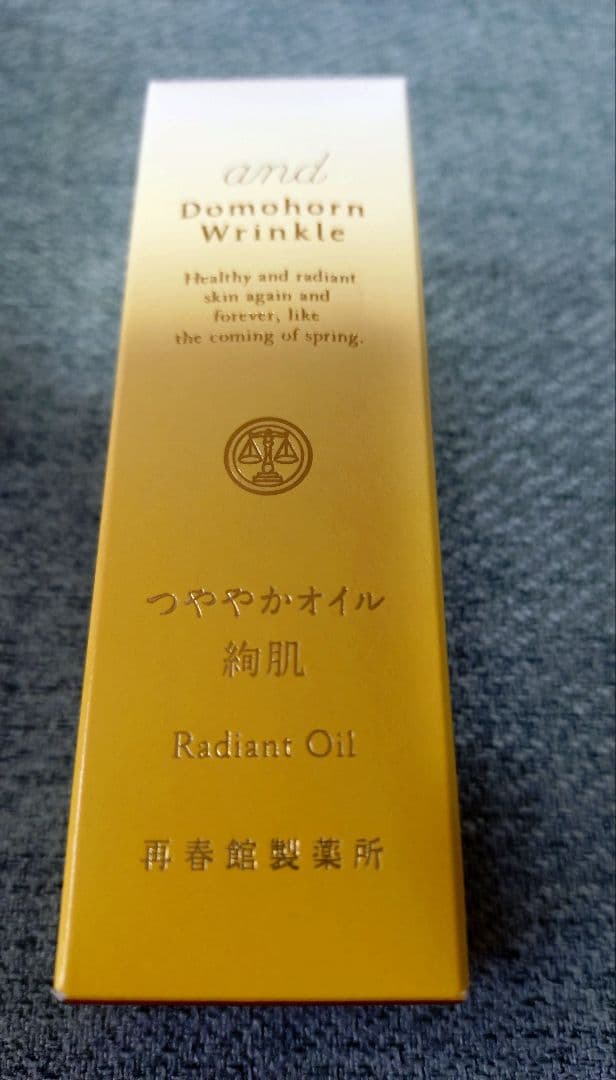 and
Domohorn
Wrinkle
Healthy and radiant
skin again and
forever, like
the coming of spring.
つややかオイル
絢肌
Radiant Oil
再春館製薬所